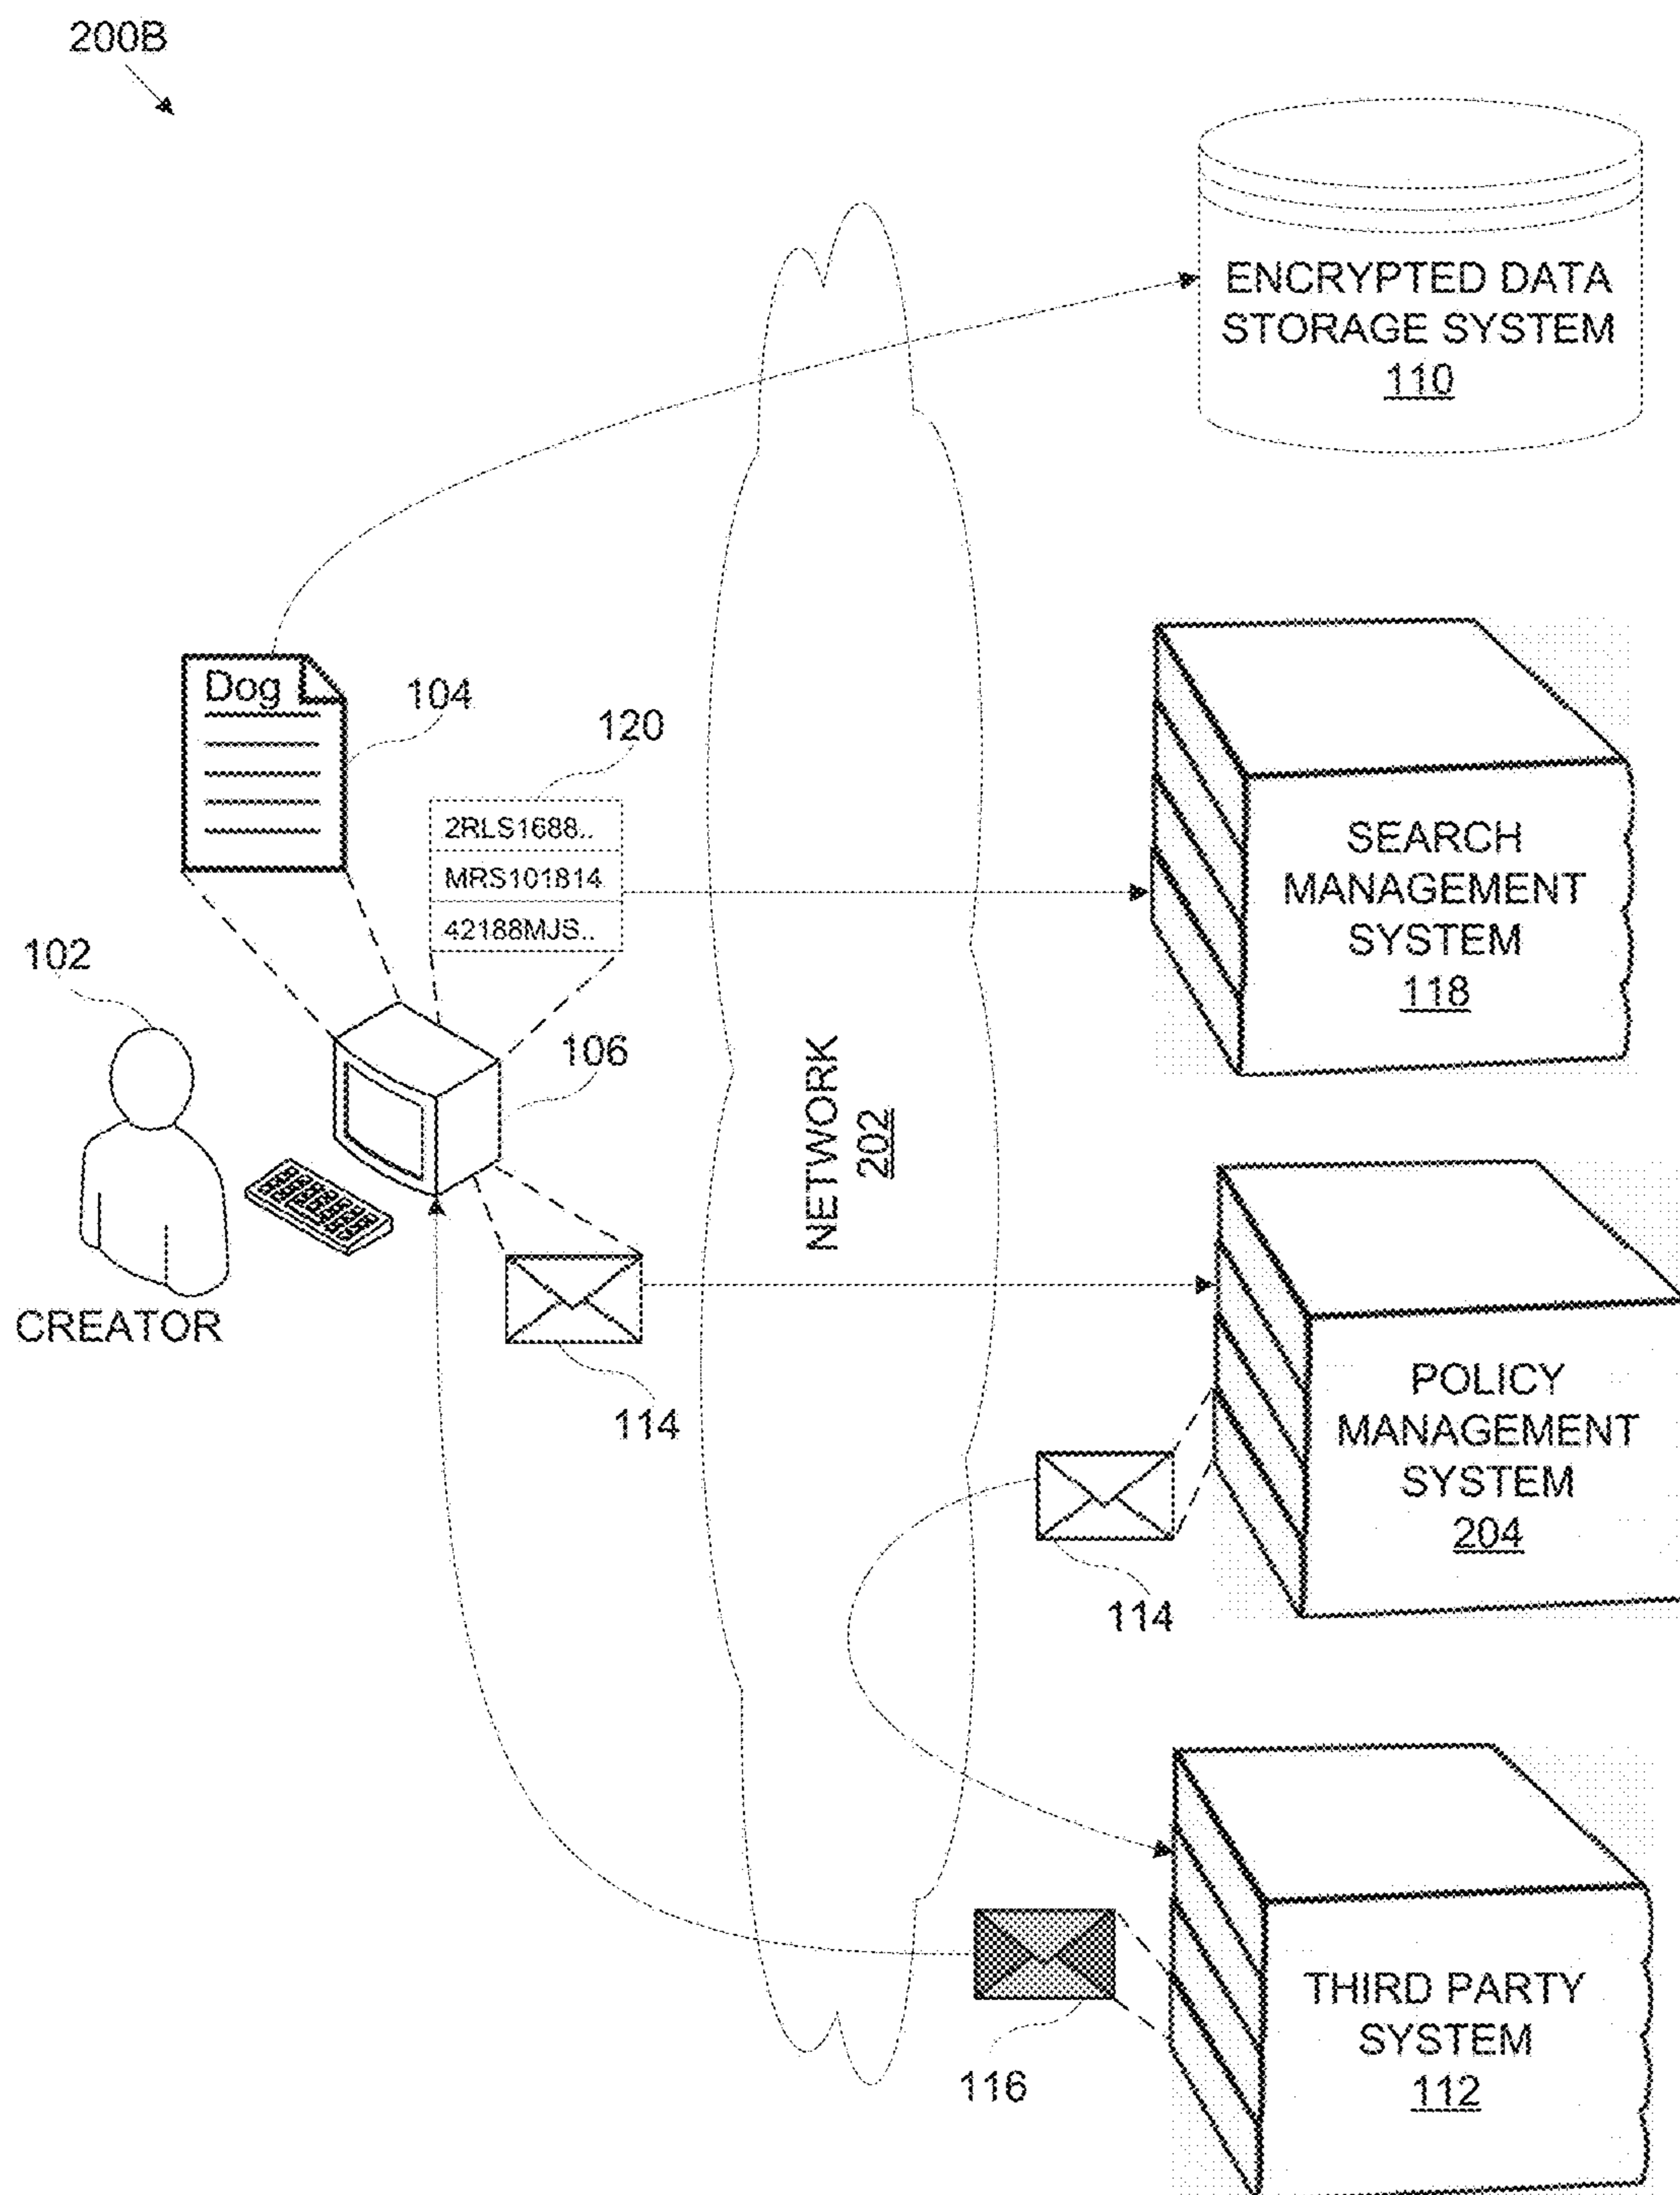 200B
ENCRYPTED DATA
STORAGE SYSTEM
110
Dog
104
120
2RLS1688..
MRS101814
42188MJS..
SEARCH
MANAGEMENT
SYSTEM
118
102
106
NETWORK
202
CREATOR
114
POLICY
MANAGEMENT
SYSTEM
204
114
THIRD PARTY
SYSTEM
112
116